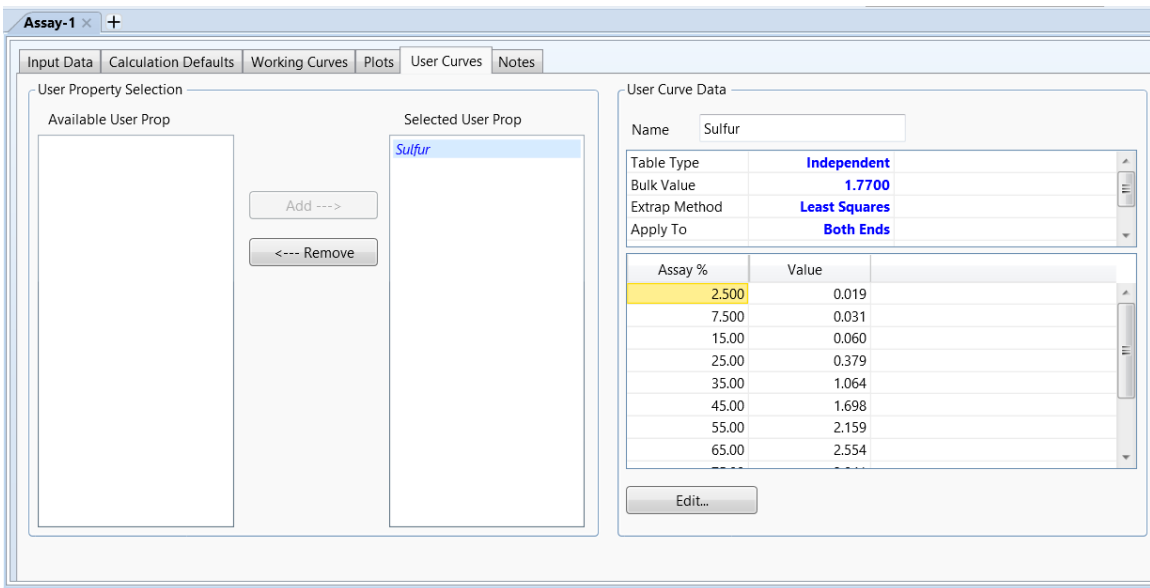 Assay-1 × +
Input Data Calculation Defaults Working Curves Plots User Curves Notes
User Property Selection
Available User Prop
Selected User Prop
Sulfur
Add --->
<--- Remove
User Curve Data
Name Sulfur
Table Type Independent
Bulk Value 1.7700
Extrap Method Least Squares
Apply To Both Ends
Assay % Value
2.500 0.019
7.500 0.031
15.00 0.060
25.00 0.379
35.00 1.064
45.00 1.698
55.00 2.159
65.00 2.554
Edit...